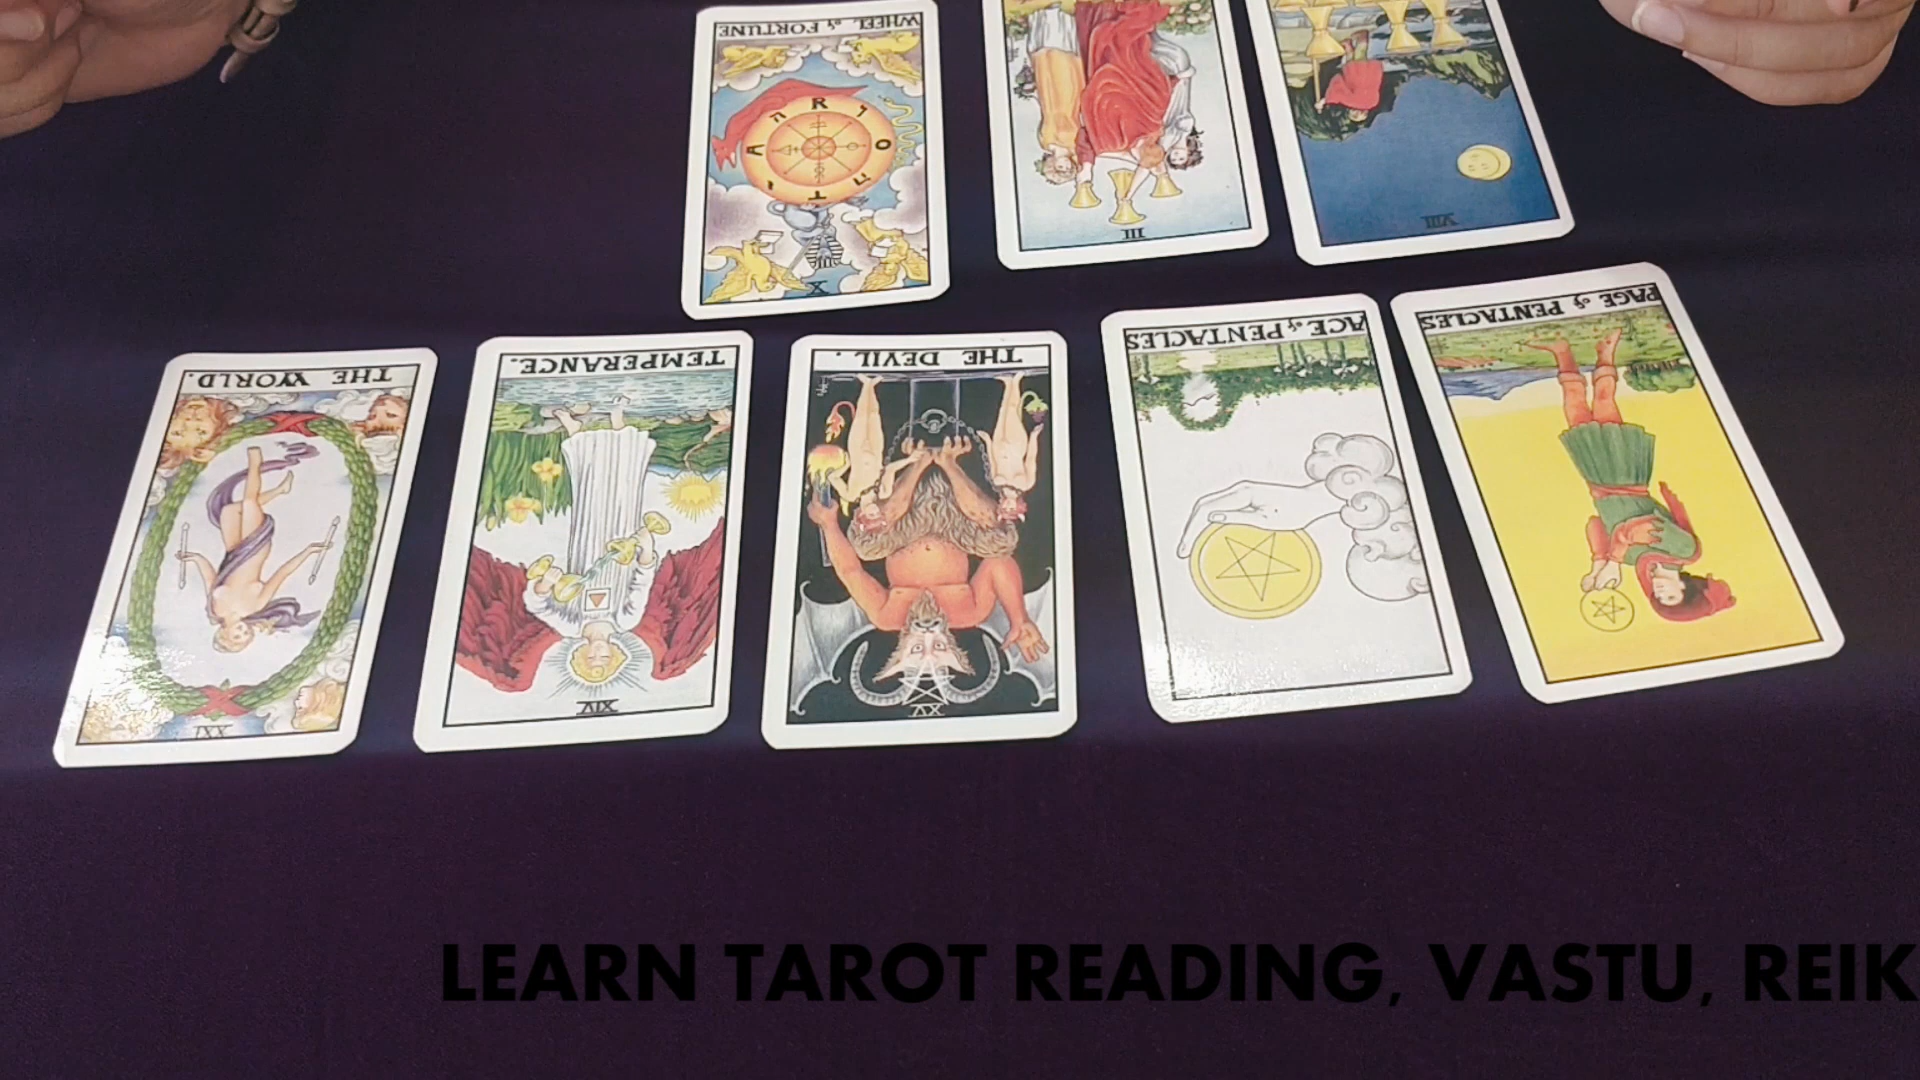 WHEEL of FORTUNE
R
O
T
A
X
III
VIII
THE WORLD.
XXI
TEMPERANCE.
XIV
THE DEVIL.
XV
ACE of PENTACLES
PAGE of PENTACLES
LEARN TAROT READING, VASTU, REIK